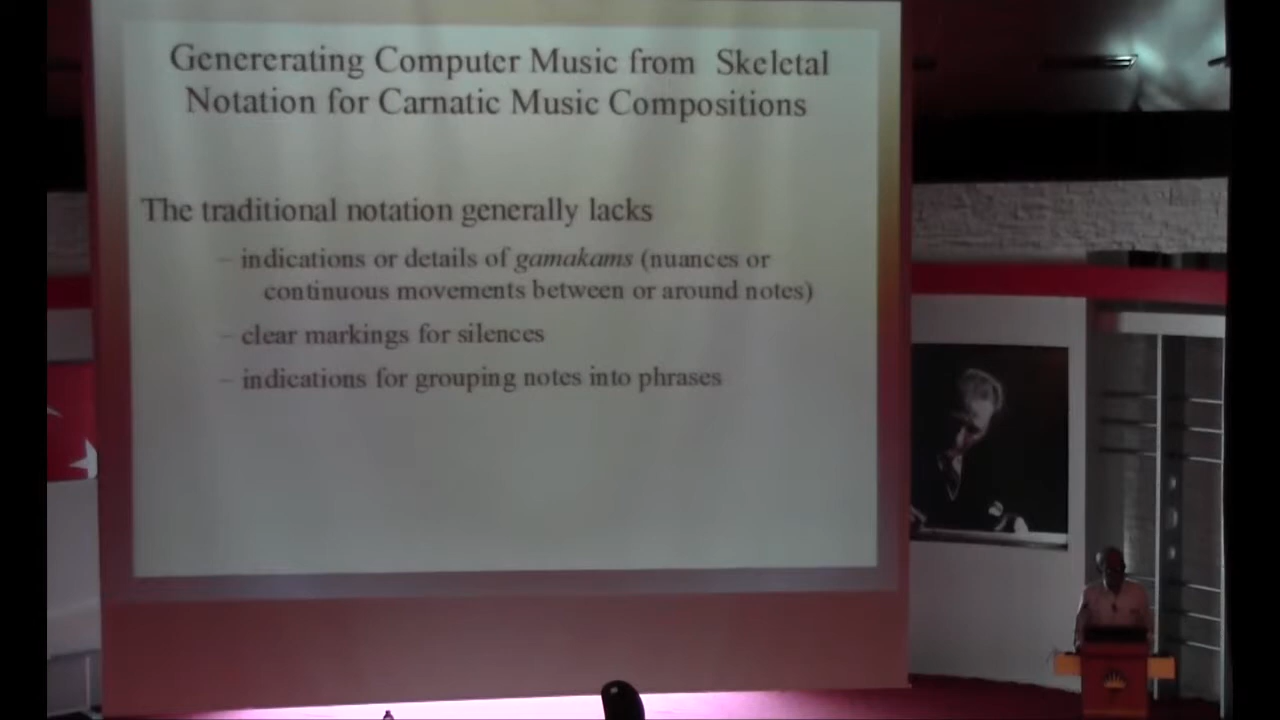 Genererating Computer Music from Skeletal
Notation for Carnatic Music Compositions
The traditional notation generally lacks
– indications or details of gamakams (nuances or
continuous movements between or around notes)
– clear markings for silences
– indications for grouping notes into phrases